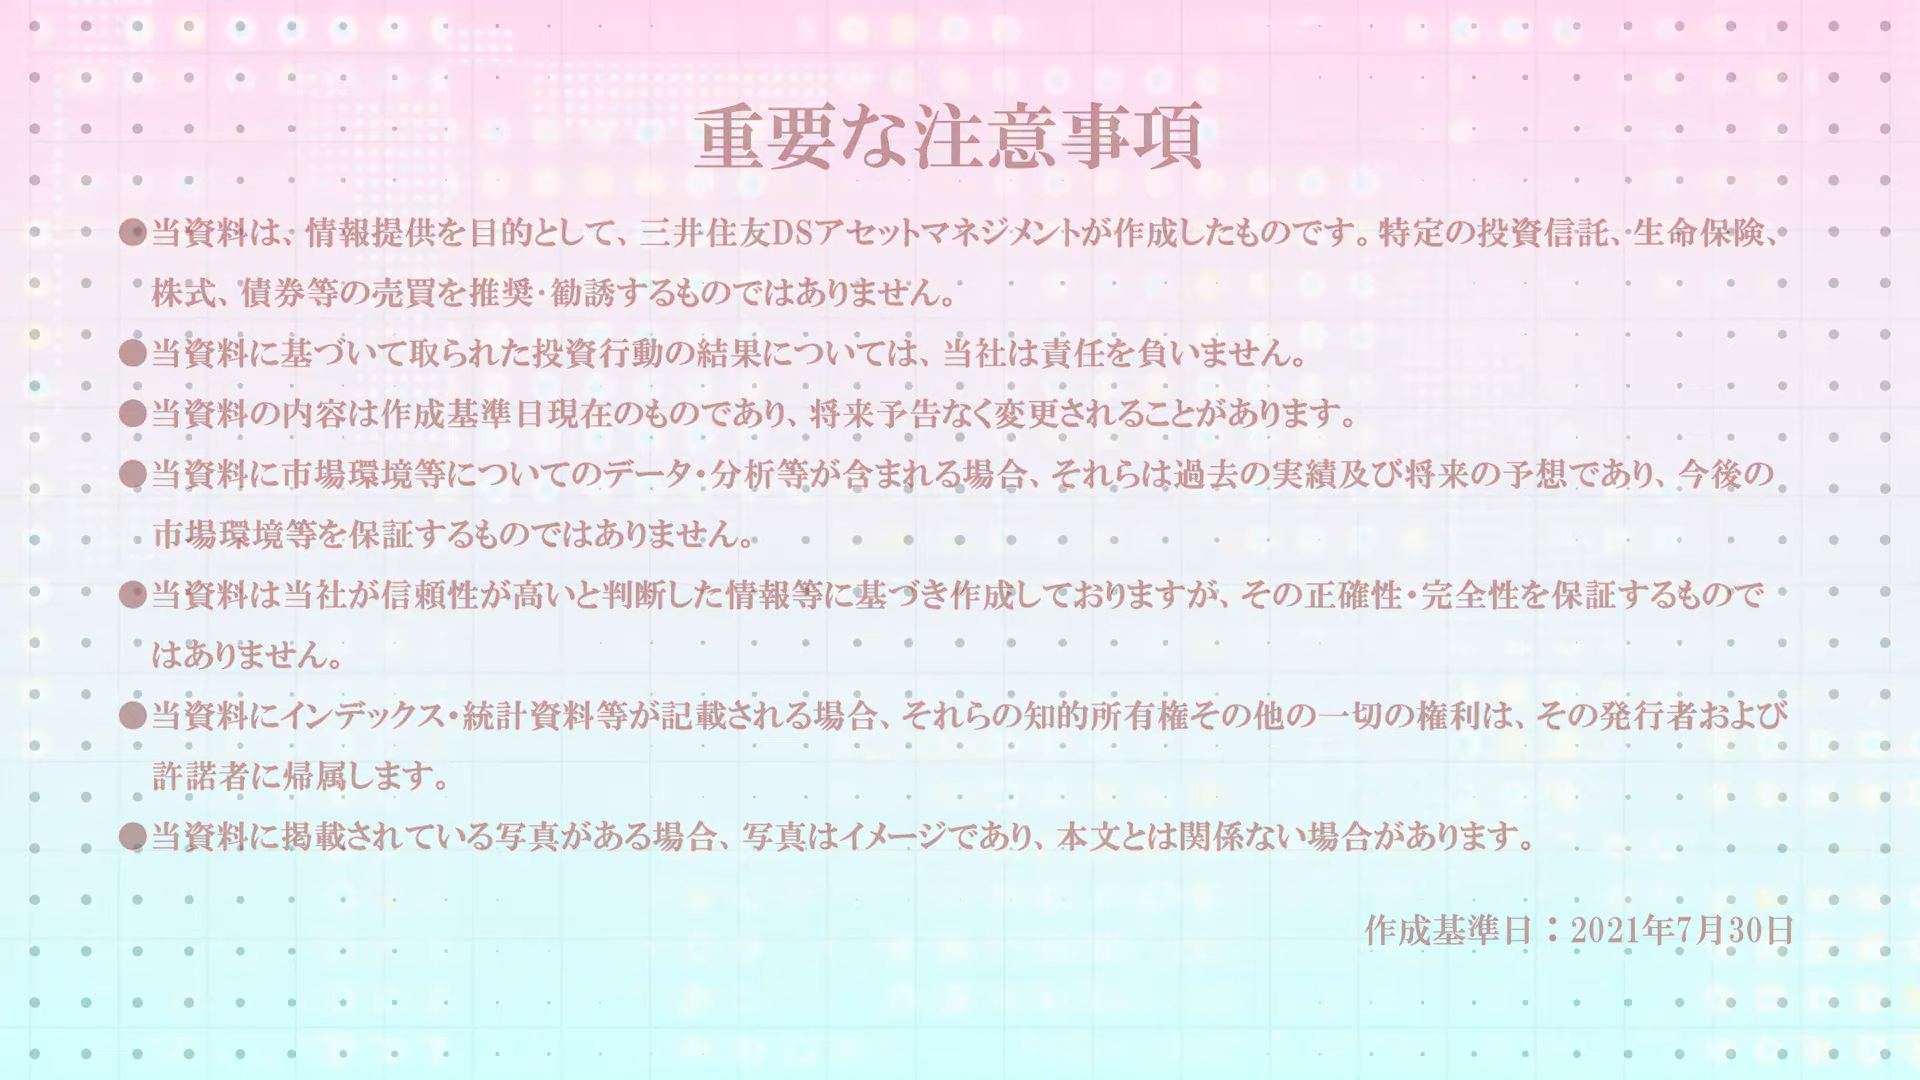 重要な注意事項
●当資料は、情報提供を目的として、三井住友DSアセットマネジメントが作成したものです。特定の投資信託、生命保険、
株式、債券等の売買を推奨・勧誘するものではありません。
●当資料に基づいて取られた投資行動の結果については、当社は責任を負いません。
●当資料の内容は作成基準日現在のものであり、将来予告なく変更されることがあります。
●当資料に市場環境等についてのデータ・分析等が含まれる場合、それらは過去の実績及び将来の予想であり、今後の
市場環境等を保証するものではありません。
●当資料は当社が信頼性が高いと判断した情報等に基づき作成しておりますが、その正確性・完全性を保証するもので
はありません。
●当資料にインデックス・統計資料等が記載される場合、それらの知的所有権その他の一切の権利は、その発行者および
許諾者に帰属します。
●当資料に掲載されている写真がある場合、写真はイメージであり、本文とは関係ない場合があります。
作成基準日：2021年7月30日